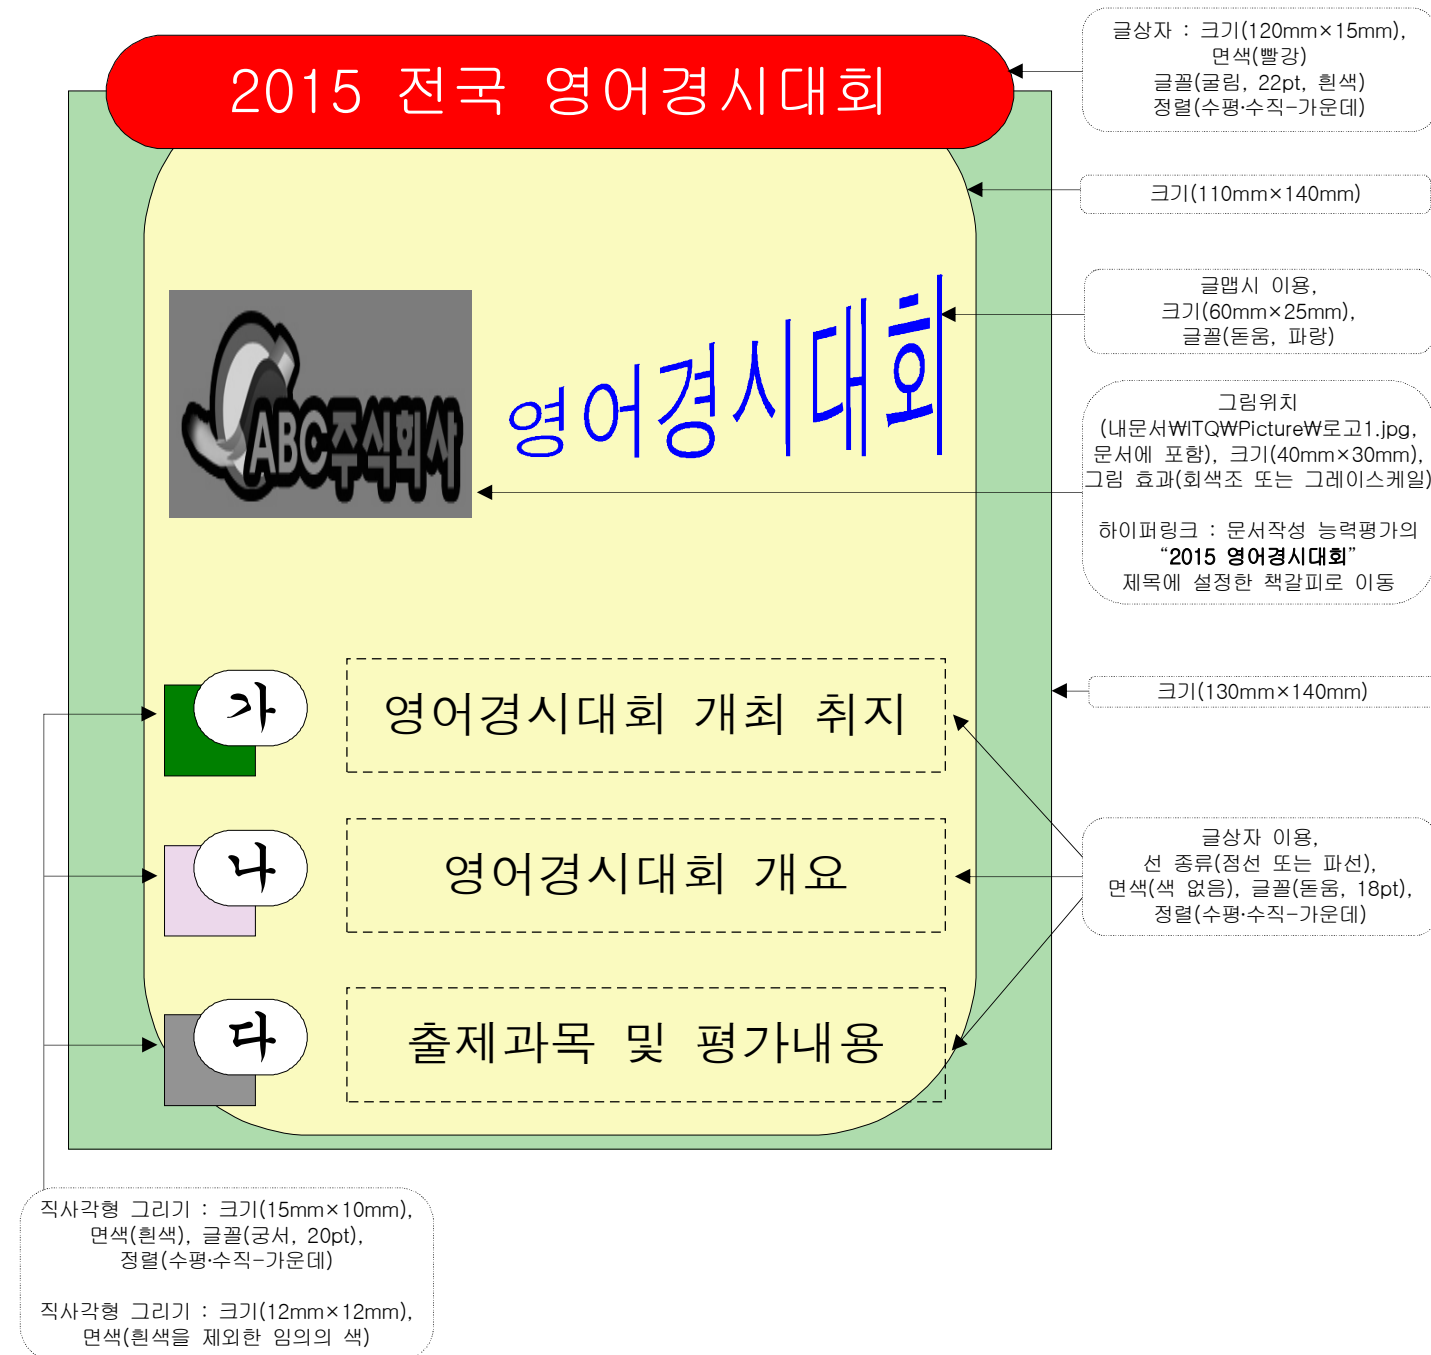 2015 전국 영어경시대회
글상자 : 크기(120mm×15mm),
면색(빨강)
글꼴(굴림, 22pt, 흰색)
정렬(수평·수직-가운데)
크기(110mm×140mm)
글맵시 이용,
크기(60mm×25mm),
글꼴(돋움, 파랑)
ABC주식회사
영어경시대회
그림위치
(내문서₩ITQ₩Picture₩로고1.jpg,
문서에 포함), 크기(40mm×30mm),
그림 효과(회색조 또는 그레이스케일)
하이퍼링크 : 문서작성 능력평가의
“2015 영어경시대회”
제목에 설정한 책갈피로 이동
크기(130mm×140mm)
가
영어경시대회 개최 취지
나
영어경시대회 개요
다
출제과목 및 평가내용
글상자 이용,
선 종류(점선 또는 파선),
면색(색 없음), 글꼴(돋움, 18pt),
정렬(수평·수직-가운데)
직사각형 그리기 : 크기(15mm×10mm),
면색(흰색), 글꼴(궁서, 20pt),
정렬(수평·수직-가운데)
직사각형 그리기 : 크기(12mm×12mm),
면색(흰색을 제외한 임의의 색)